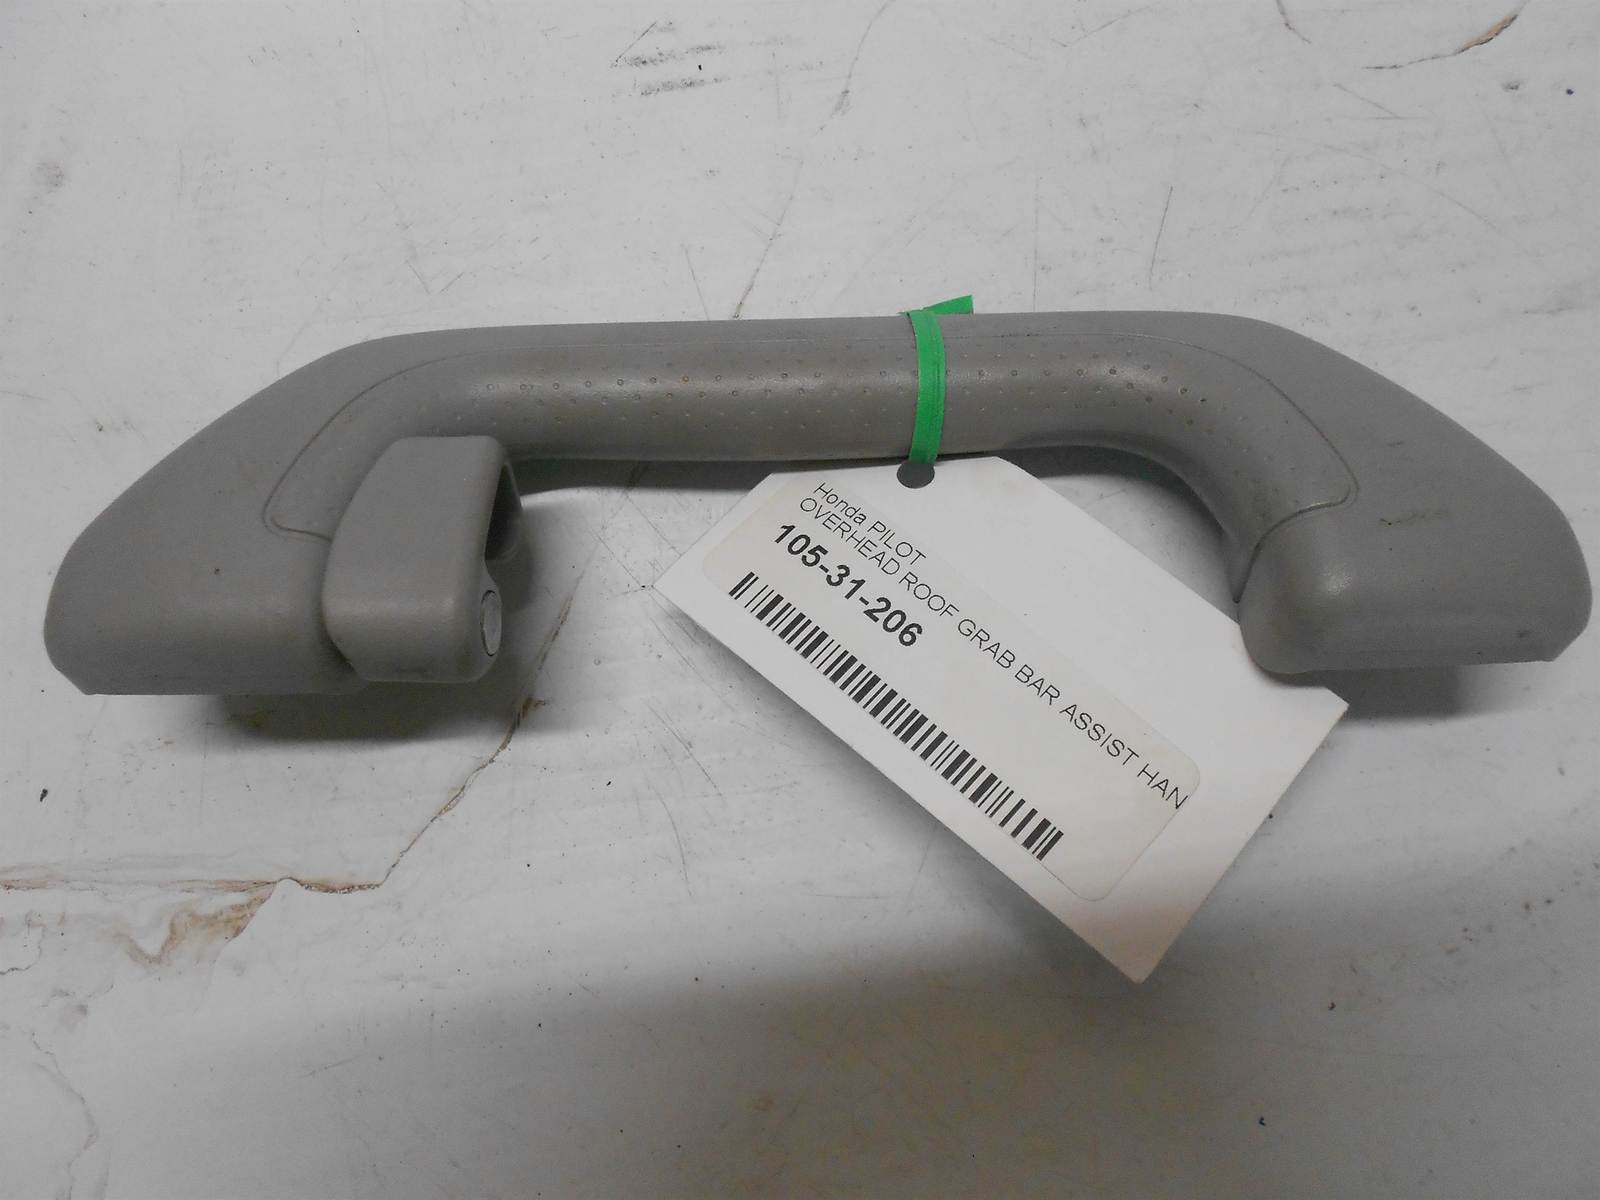 Honda PILOT
OVERHEAD ROOF GRAB BAR ASSIST HAN
105-31-206